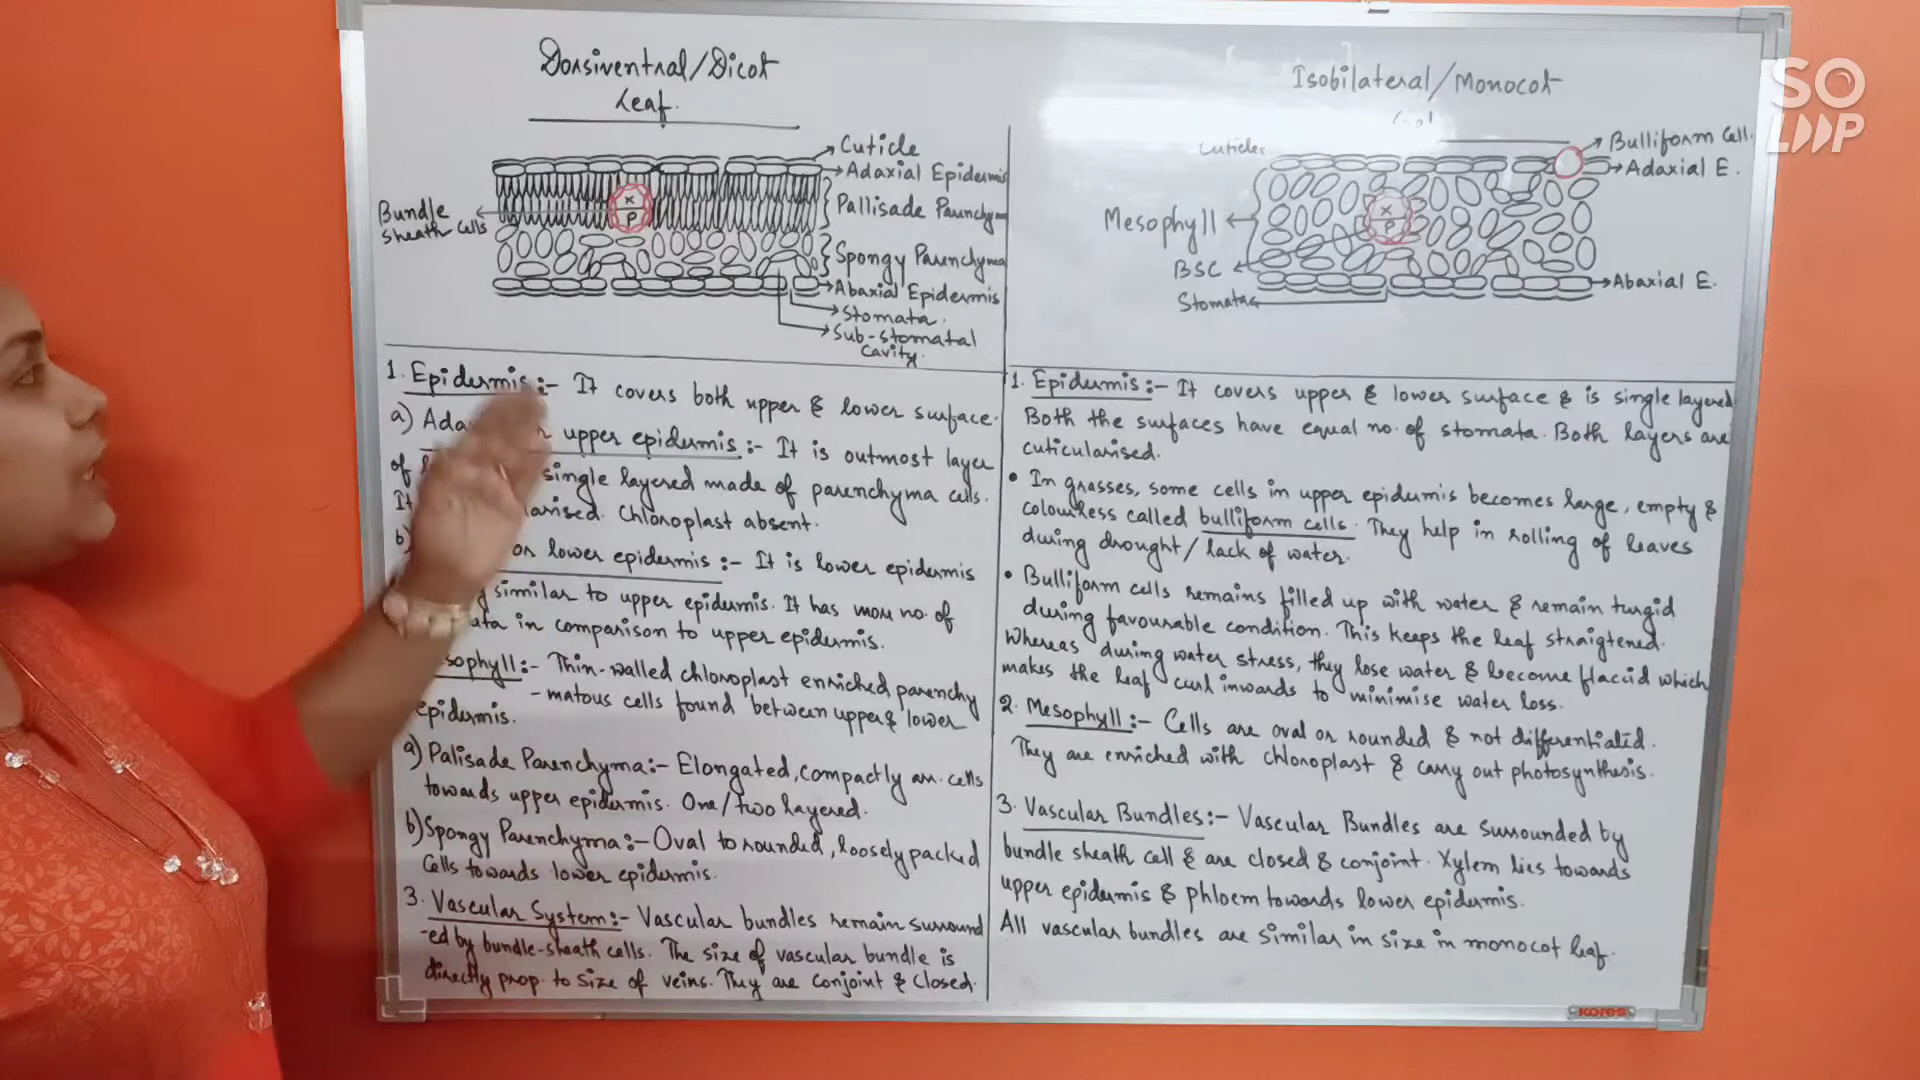 Dorsiventral/Dicot
Leaf.
Cuticle
Adaxial Epidermis
Pallisade Parenchyma
Bundle
Sheath Cells
X
P
Spongy Parenchyma
Abaxial Epidermis
Stomata.
Sub-stomatal
Cavity.
1. Epidermis :- It covers both upper & lower surface.
a) upper epidermis :- It is outmost layer
of single layered made of parenchyma cells.
It Chloroplast absent.
b) or lower epidermis :- It is lower epidermis
similar to upper epidermis. It has more no. of
in comparison to upper epidermis.
:- Thin-walled chloroplast enriched parenchy
-matous cells found between upper & lower
epidermis.
a) Palisade Parenchyma :- Elongated, compactly arr. cells
towards upper epidermis. One/two layered.
b) Spongy Parenchyma :- Oval to rounded, loosely packed
Cells towards lower epidermis.
3. Vascular System :- Vascular bundles remain surround
-ed by bundle-sheath cells. The size of vascular bundle is
directly prop. to size of veins. They are conjoint & closed.
Isobilateral/Monocot
Cuticle
Bulliform Cell.
Adaxial E.
Mesophyll
X
P
BSC
Stomata
Abaxial E.
1. Epidermis :- It covers upper & lower surface & is single layered
Both the surfaces have equal no. of stomata. Both layers are
cuticularised.
• In grasses, some cells in upper epidermis becomes large, empty &
colourless called bulliform cells. They help in rolling of leaves
during drought/lack of water.
• Bulliform cells remains filled up with water & remain turgid
during favourable condition. This keeps the leaf straigtened.
Whereas during water stress, they lose water & become flaccid which
makes the leaf curl inwards to minimise water loss.
2. Mesophyll :- Cells are oval or rounded & not differentiated.
They are enriched with chloroplast & carry out photosynthesis.
3. Vascular Bundles :- Vascular Bundles are surrounded by
bundle sheath cell & are closed & conjoint. Xylem lies towards
upper epidermis & phloem towards lower epidermis.
All vascular bundles are similar in size in monocot leaf.
SO
LOOP
KORES